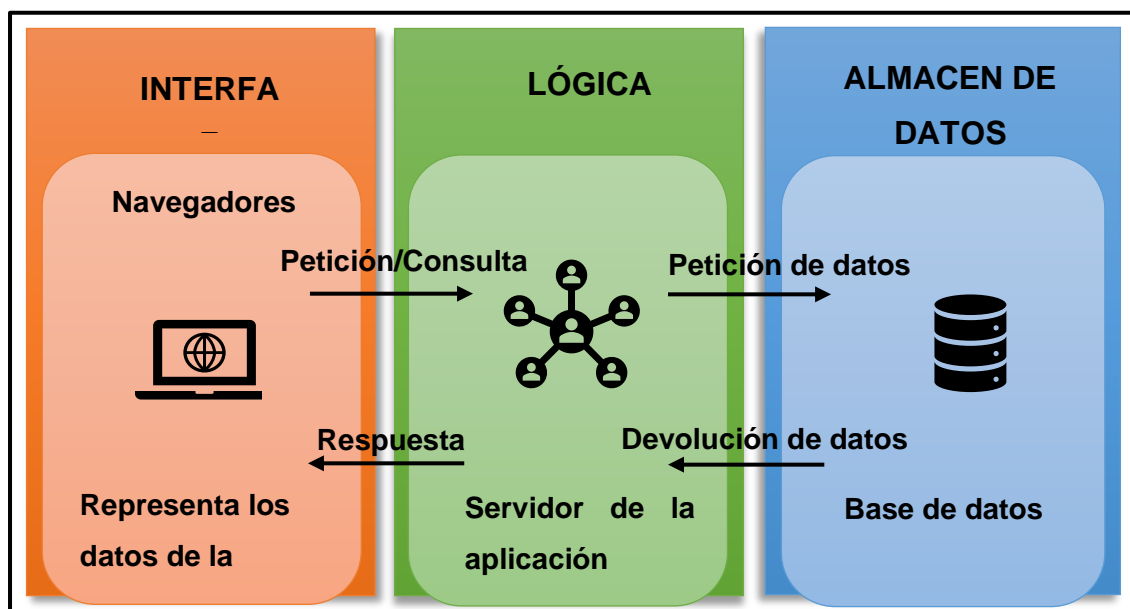 INTERFA
LÓGICA
ALMACEN DE
DATOS
Navegadores
Petición/Consulta
Petición de datos
Respuesta
Devolución de datos
Representa los
datos de la
Servidor de la
aplicación
Base de datos